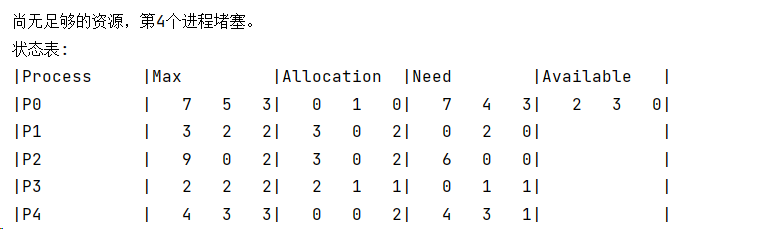 尚无足够的资源，第4个进程堵塞。
状态表:
|Process     |Max         |Allocation  |Need        |Available   |
|P0          |   7   5   3|   0   1   0|   7   4   3|   2   3   0|
|P1          |   3   2   2|   3   0   2|   0   2   0|            |
|P2          |   9   0   2|   3   0   2|   6   0   0|            |
|P3          |   2   2   2|   2   1   1|   0   1   1|            |
|P4          |   4   3   3|   0   0   2|   4   3   1|            |